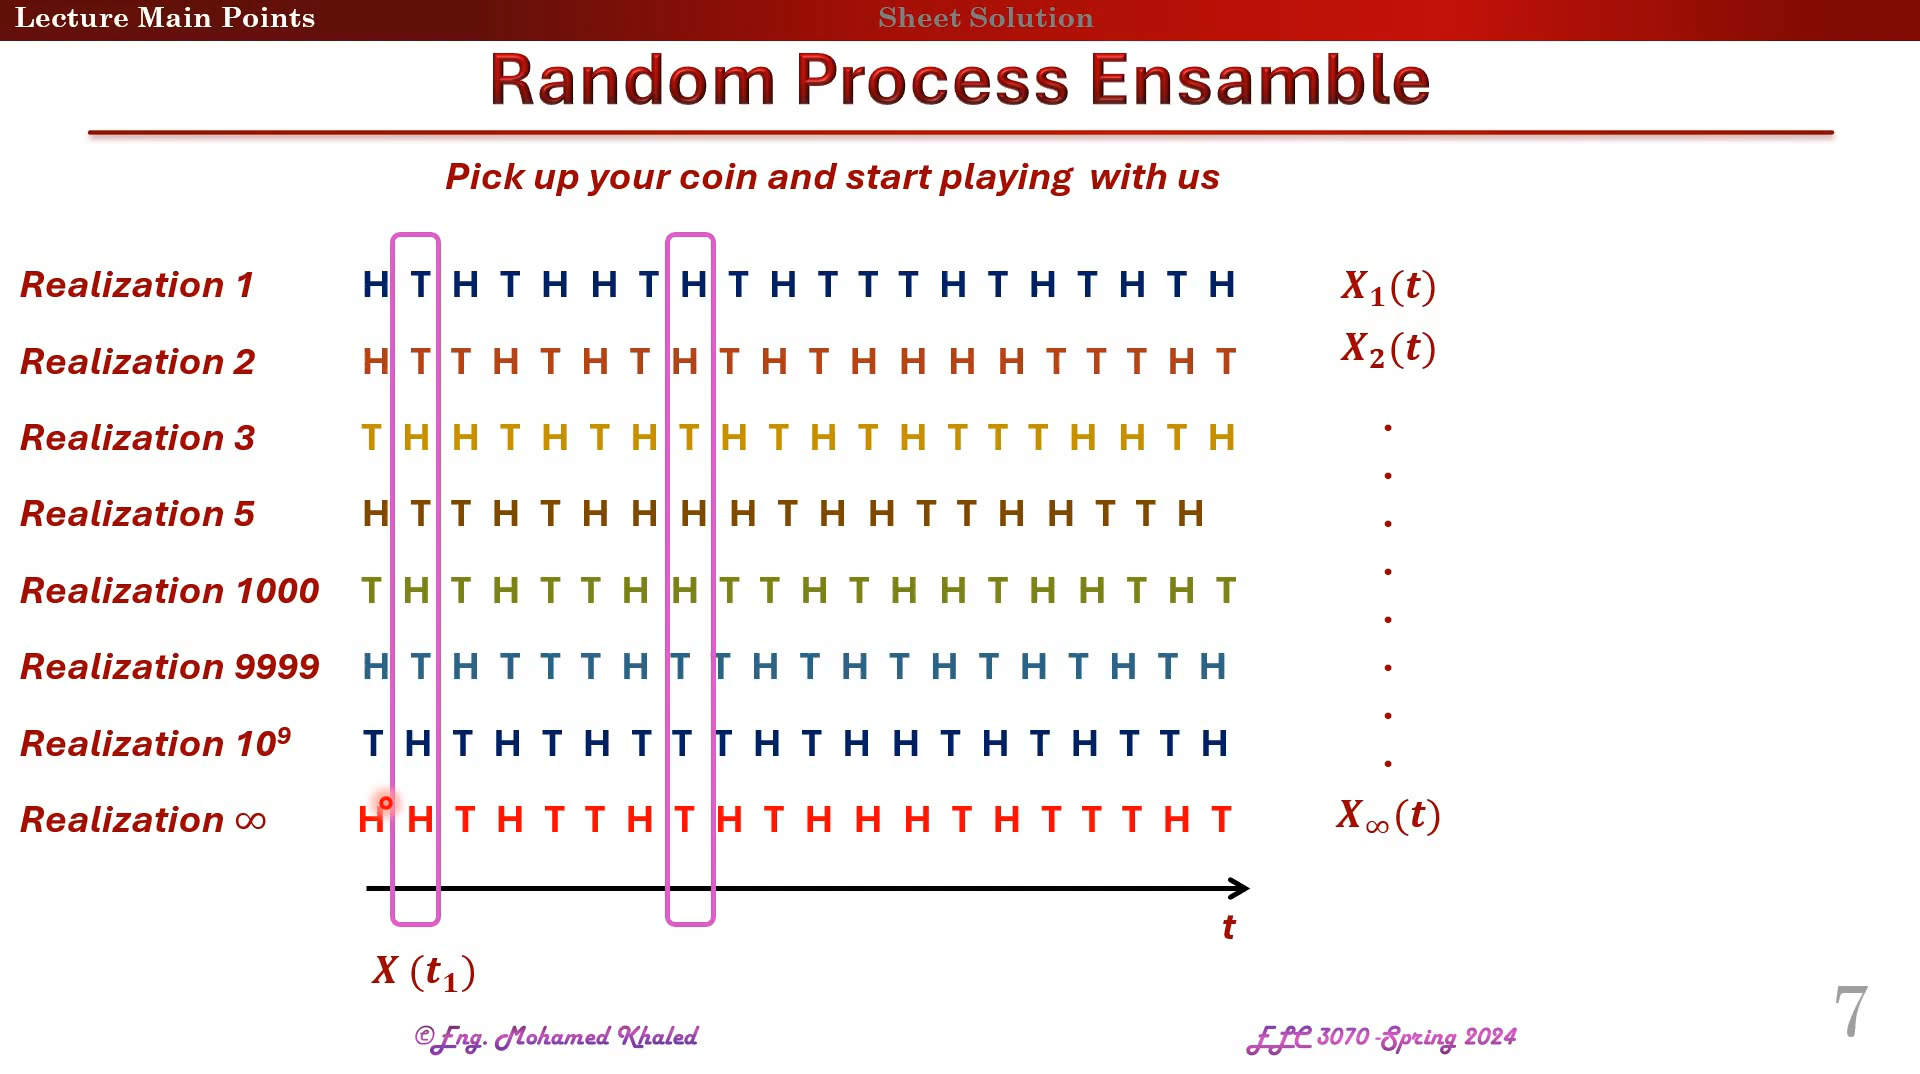 Lecture Main Points Sheet Solution
Random Process Ensamble
Pick up your coin and start playing with us
Realization 1 H T H T H H T H T H T T T H T H T H T H X₁(t)
Realization 2 H T T H T H T H T H T H H H H T T T H T X₂(t)
Realization 3 T H H T H T H T H T H T H T T T H H T H
Realization 5 H T T H T H H H H T H H T T H H T T H
Realization 1000 T H T H T T H H T T H T H H T H H T H T
Realization 9999 H T H T T T H T T H T H T H T H T H T H
Realization 10⁹ T H T H T H T T T H T H H T H T H T T H
Realization ∞ H H T H T T H T H T H H H T H T T T H T X∞(t)
t
X (t₁)
©Eng. Mohamed Khaled ELC 3070 -Spring 2024 7